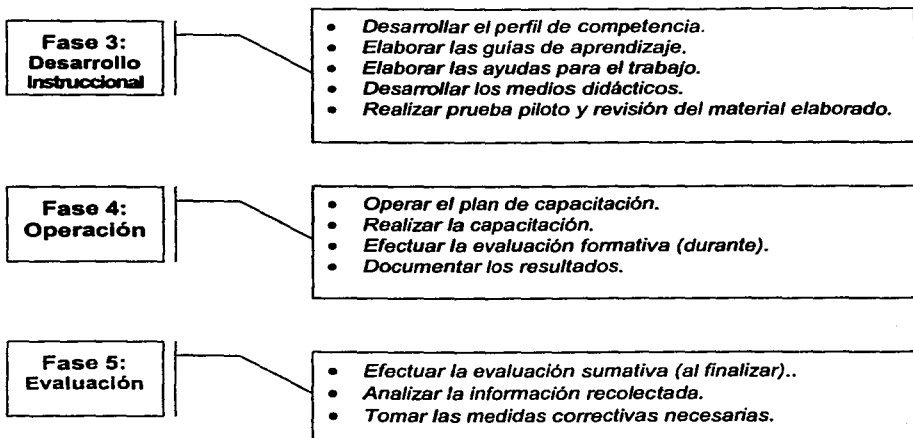 Fase 3:
Desarrollo
Instruccional
• Desarrollar el perfil de competencia.
• Elaborar las guías de aprendizaje.
• Elaborar las ayudas para el trabajo.
• Desarrollar los medios didácticos.
• Realizar prueba piloto y revisión del material elaborado.
Fase 4:
Operación
• Operar el plan de capacitación.
• Realizar la capacitación.
• Efectuar la evaluación formativa (durante).
• Documentar los resultados.
Fase 5:
Evaluación
• Efectuar la evaluación sumativa (al finalizar)..
• Analizar la información recolectada.
• Tomar las medidas correctivas necesarias.